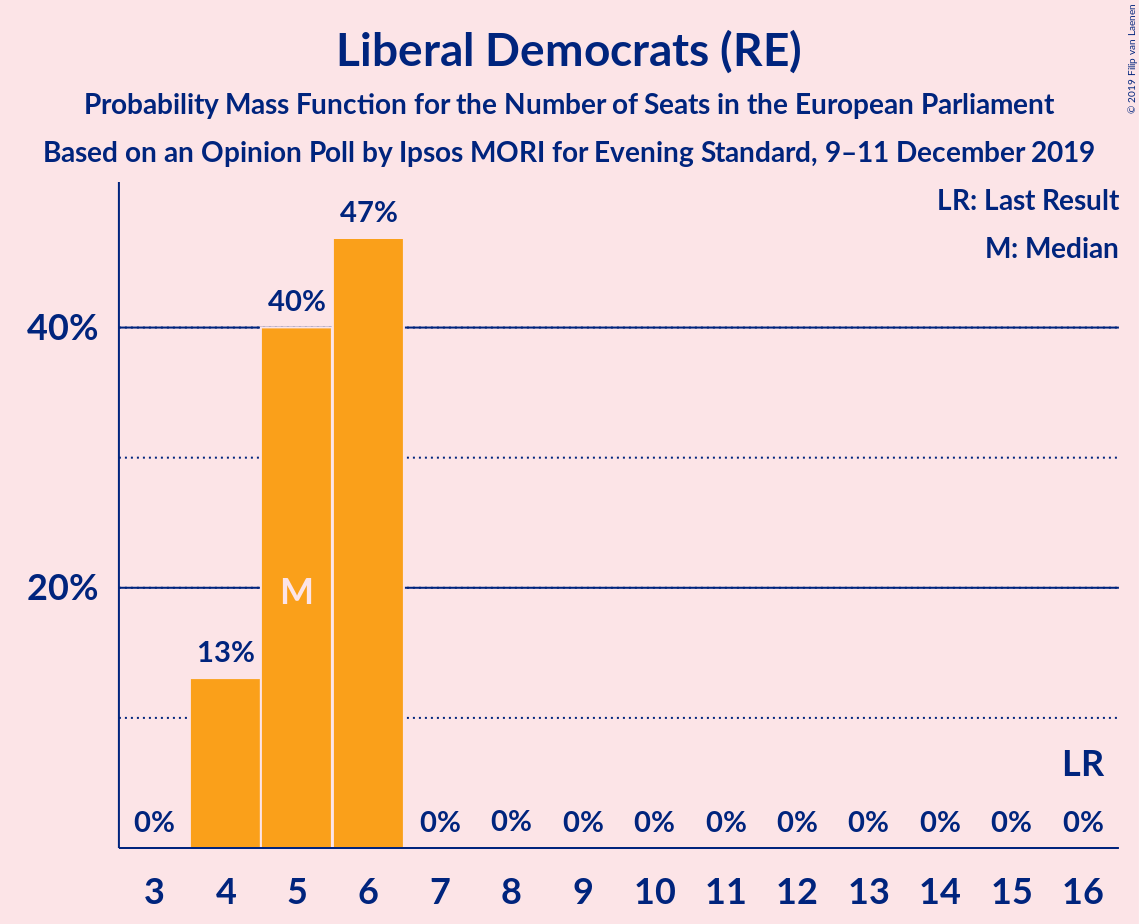 Liberal Democrats (RE)
Probability Mass Function for the Number of Seats in the European Parliament
Based on an Opinion Poll by Ipsos MORI for Evening Standard, 9–11 December 2019
© 2019 Filip van Laenen
LR: Last Result
M: Median
47%
40%
40%
20%
M
13%
LR
0% 0% 0% 0% 0% 0% 0% 0% 0% 0% 0%
3 4 5 6 7 8 9 10 11 12 13 14 15 16